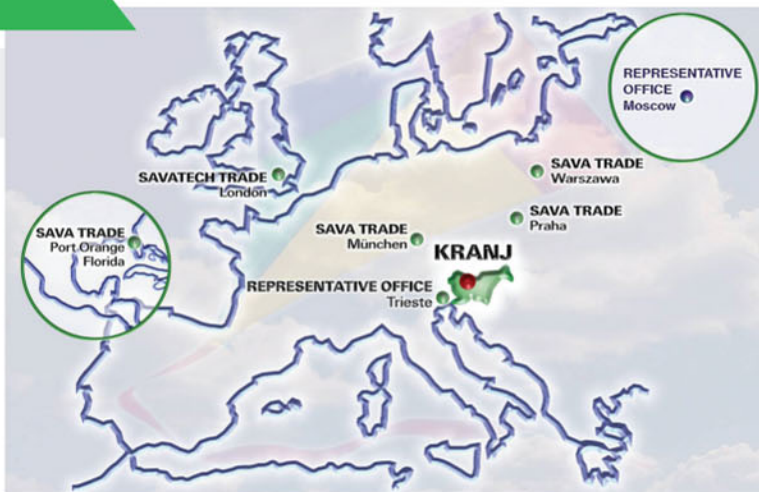 REPRESENTATIVE
OFFICE
Moscow
SAVATECH TRADE
London
SAVA TRADE
Warszawa
SAVA TRADE
Praha
SAVA TRADE
Port Orange
Florida
SAVA TRADE
München
KRANJ
REPRESENTATIVE OFFICE
Trieste